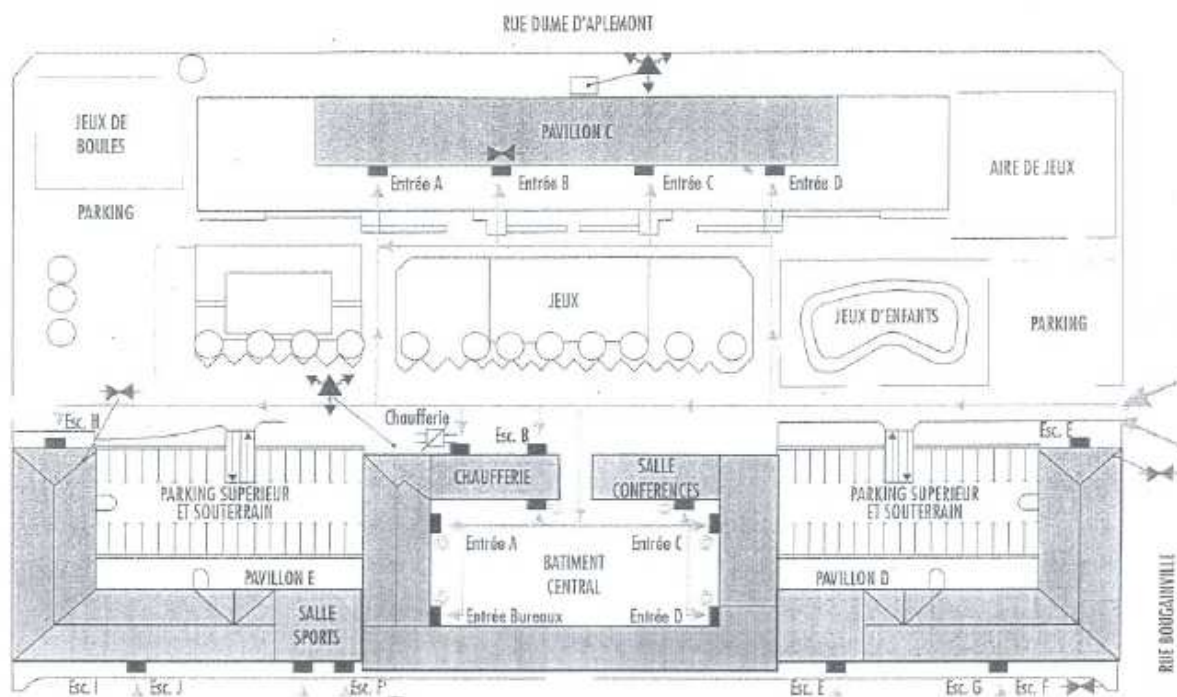 RUE DUME D'APLEMONT
JEUX DE
BOULES
PAVILLON C
AIRE DE JEUX
Entrée A
Entrée B
Entrée C
Entrée D
PARKING
JEUX
JEUX D'ENFANTS
PARKING
Esc. H
Chaufferie
Esc. B
Esc. E
CHAUFFERIE
SALLE
CONFERENCES
PARKING SUPERIEUR
ET SOUTERRAIN
PARKING SUPERIEUR
ET SOUTERRAIN
Entrée A
Entrée C
BATIMENT
CENTRAL
PAVILLON E
PAVILLON D
Entrée Bureaux
Entrée D
SALLE
SPORTS
RUE BOUGAINVILLE
Esc. I
Esc. J
Esc. F'
Esc. E
Esc. G
Esc. F